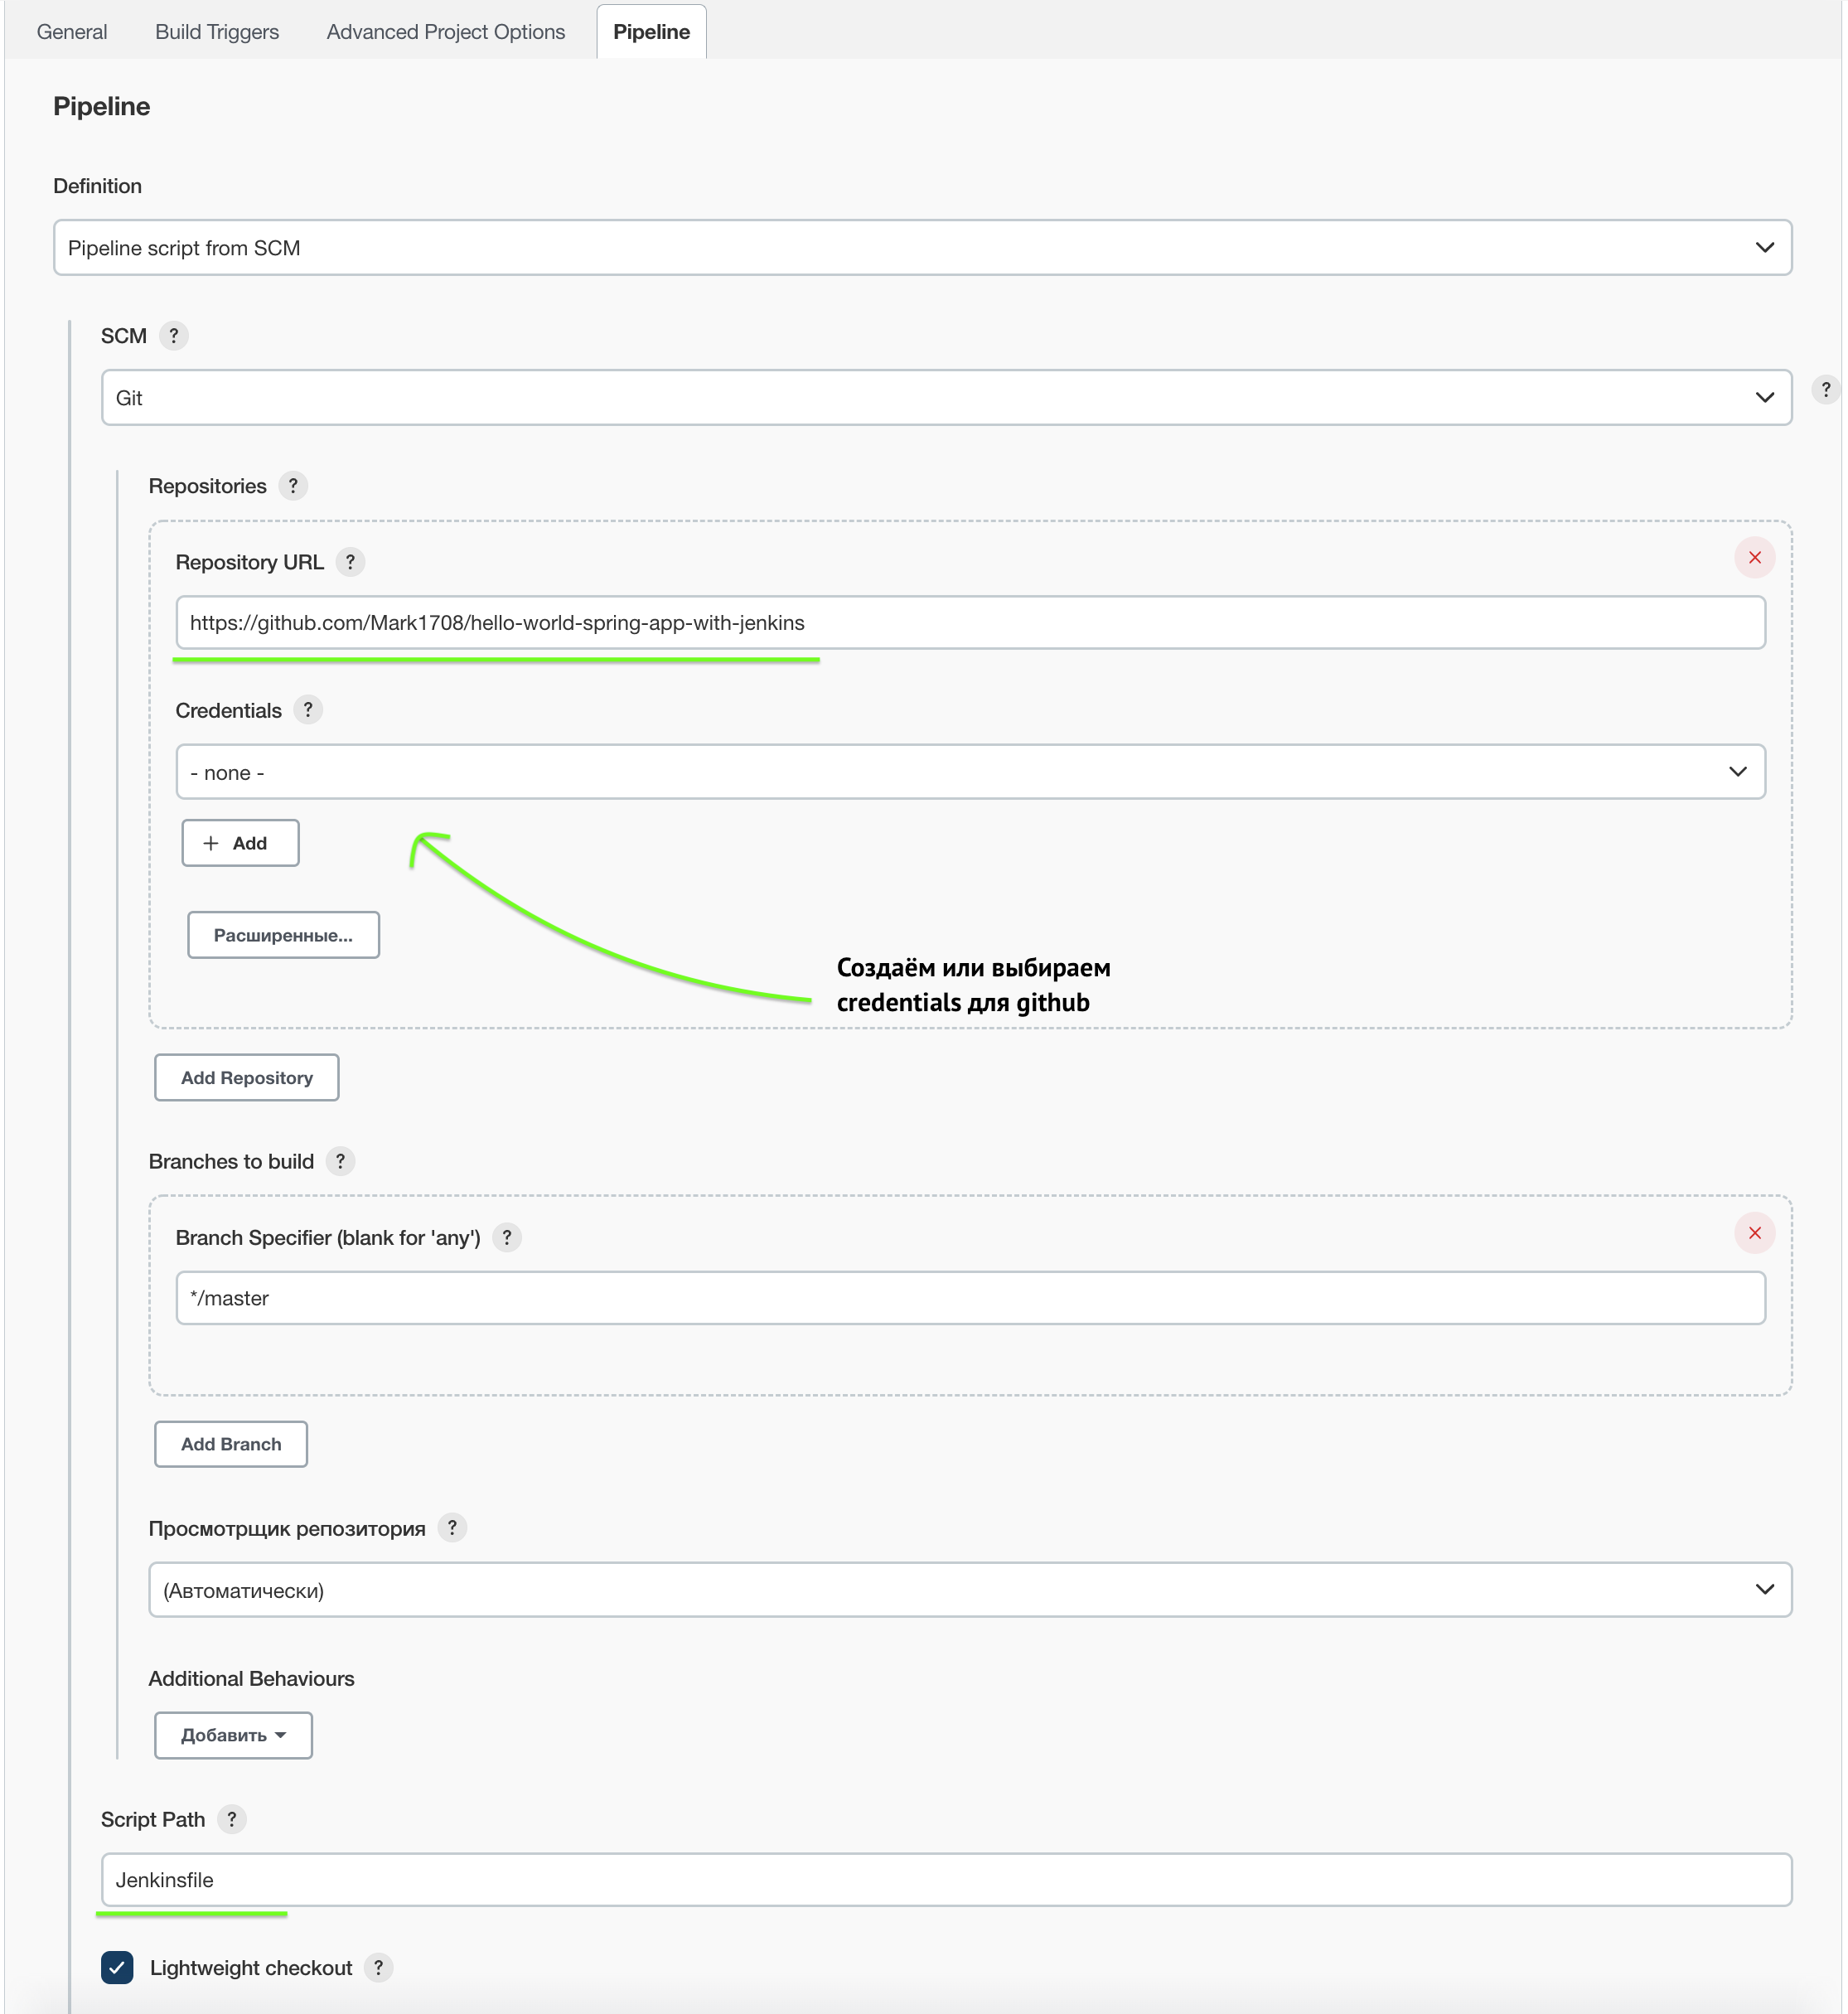 General Build Triggers Advanced Project Options Pipeline
Pipeline
Definition
Pipeline script from SCM
SCM ?
Git
?
Repositories ?
Repository URL ?
https://github.com/Mark1708/hello-world-spring-app-with-jenkins
Credentials ?
- none -
+ Add
Расширенные...
Создаём или выбираем
credentials для github
Add Repository
Branches to build ?
Branch Specifier (blank for 'any') ?
*/master
Add Branch
Просмотрщик репозитория ?
(Автоматически)
Additional Behaviours
Добавить
Script Path ?
Jenkinsfile
Lightweight checkout ?